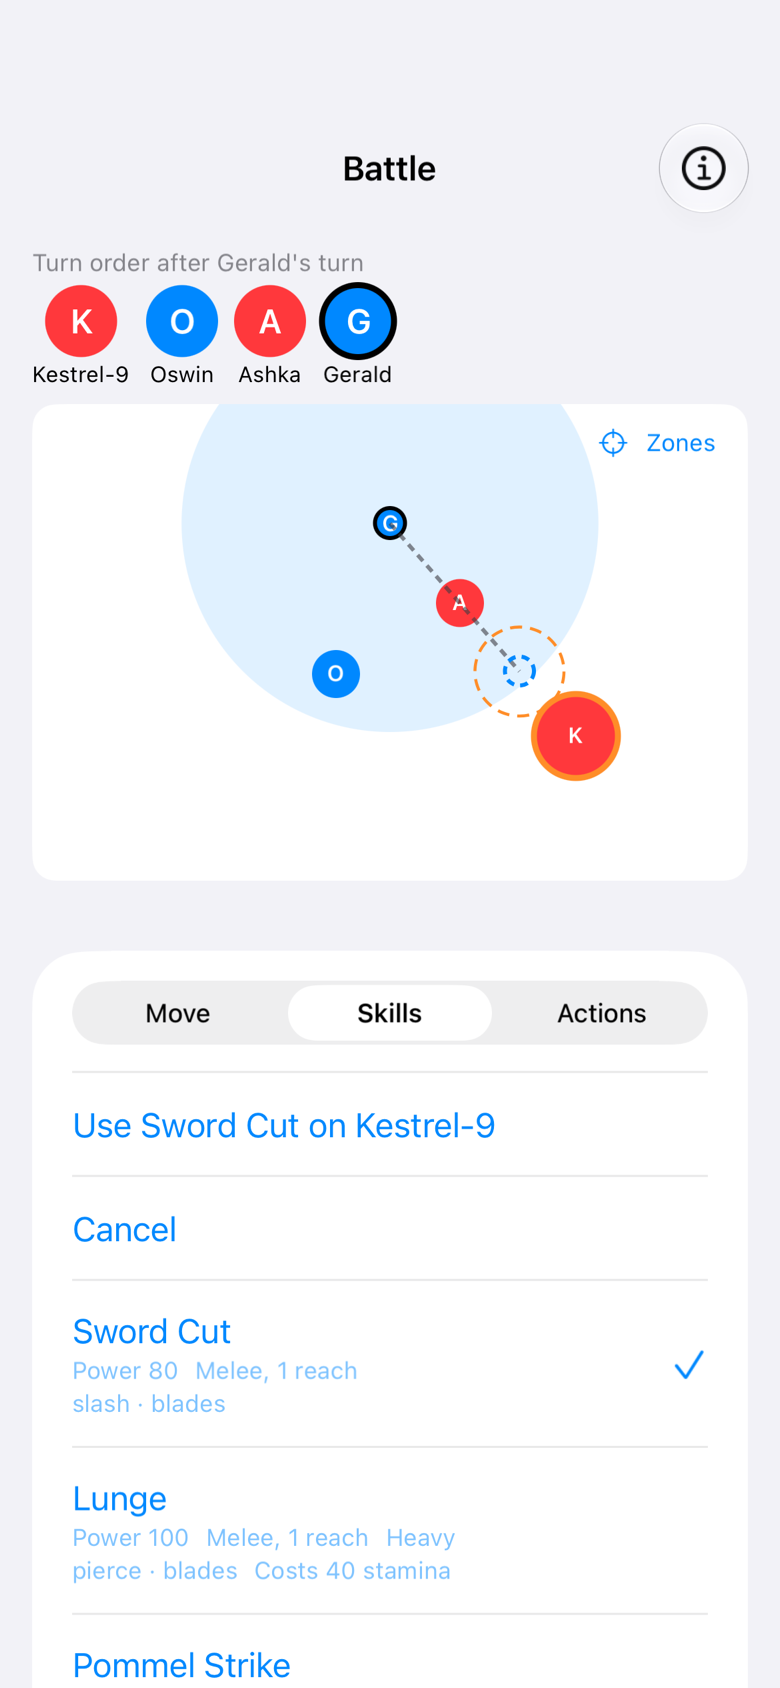 Battle
Turn order after Gerald's turn
K
O
A
G
Kestrel-9
Oswin
Ashka
Gerald
Zones
G
A
O
K
Move
Skills
Actions
Use Sword Cut on Kestrel-9
Cancel
Sword Cut
Power 80 Melee, 1 reach
slash · blades
Lunge
Power 100 Melee, 1 reach Heavy
pierce · blades Costs 40 stamina
Pommel Strike